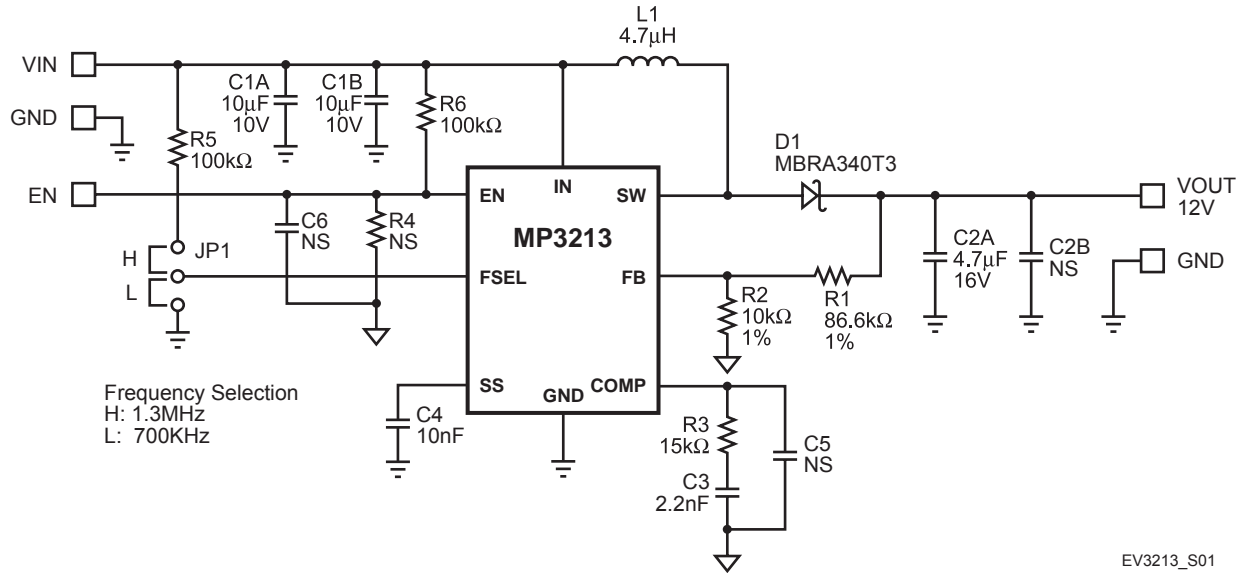 L1
4.7μH
VIN
C1A
10μF
10V
C1B
10μF
10V
R6
100kΩ
GND
R5
100kΩ
D1
MBRA340T3
EN
EN
IN
SW
VOUT
12V
C6
NS
R4
NS
MP3213
C2A
4.7μF
16V
C2B
NS
JP1
H
L
FSEL
FB
GND
R2
10kΩ
1%
R1
86.6kΩ
1%
Frequency Selection
H: 1.3MHz
L: 700KHz
SS
GND
COMP
C4
10nF
R3
15kΩ
C5
NS
C3
2.2nF
EV3213_S01